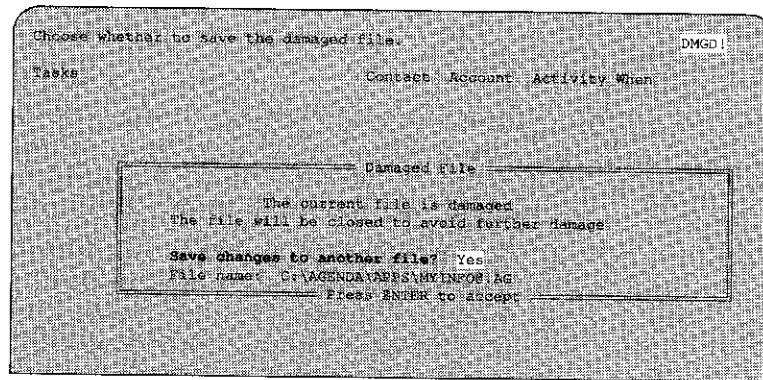 Choose whether to save the damaged file.
DMGD!
Tasks Contact Account Activity When
Damaged File
The current file is damaged
The file will be closed to avoid further damage
Save changes to another file? Yes
File name: C:\AGENDA\APPS\MYINFO@.AG
Press ENTER to accept